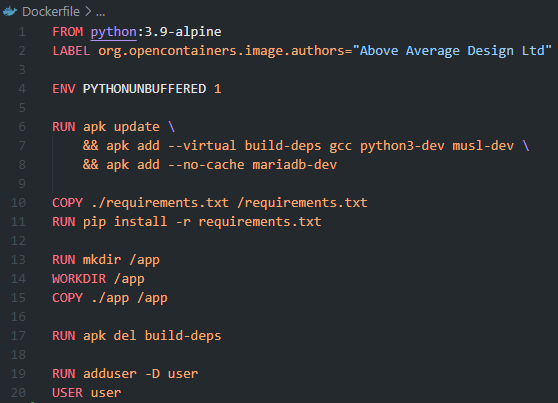 Dockerfile > ...
1 FROM python:3.9-alpine
2 LABEL org.opencontainers.image.authors="Above Average Design Ltd"
3
4 ENV PYTHONUNBUFFERED 1
5
6 RUN apk update \
7     && apk add --virtual build-deps gcc python3-dev musl-dev \
8     && apk add --no-cache mariadb-dev
9
10 COPY ./requirements.txt /requirements.txt
11 RUN pip install -r requirements.txt
12
13 RUN mkdir /app
14 WORKDIR /app
15 COPY ./app /app
16
17 RUN apk del build-deps
18
19 RUN adduser -D user
20 USER user